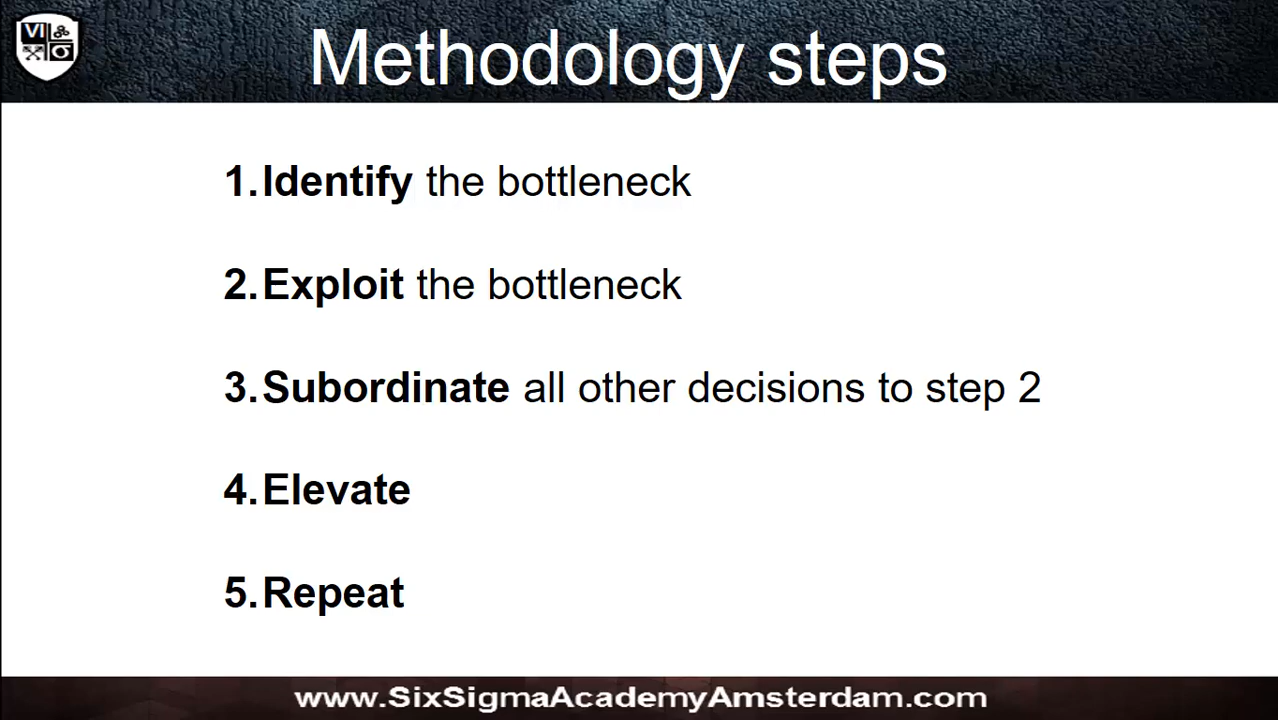 VI
Methodology steps
1. Identify the bottleneck
2. Exploit the bottleneck
3. Subordinate all other decisions to step 2
4. Elevate
5. Repeat
www.SixSigmaAcademyAmsterdam.com